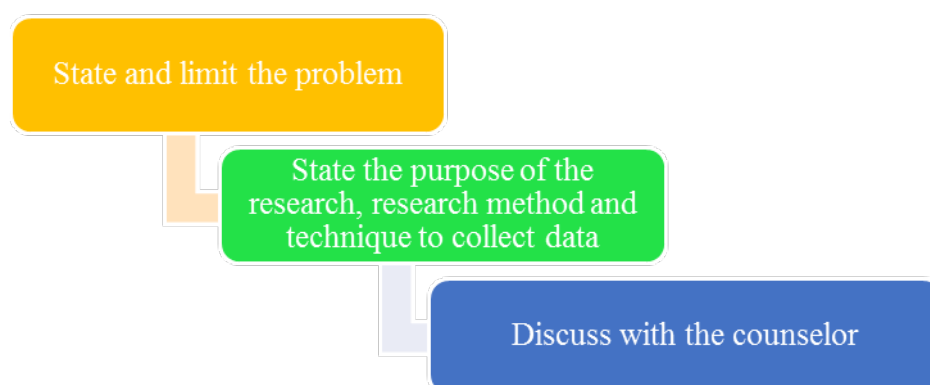 State and limit the problem
State the purpose of the
research, research method and
technique to collect data
Discuss with the counselor